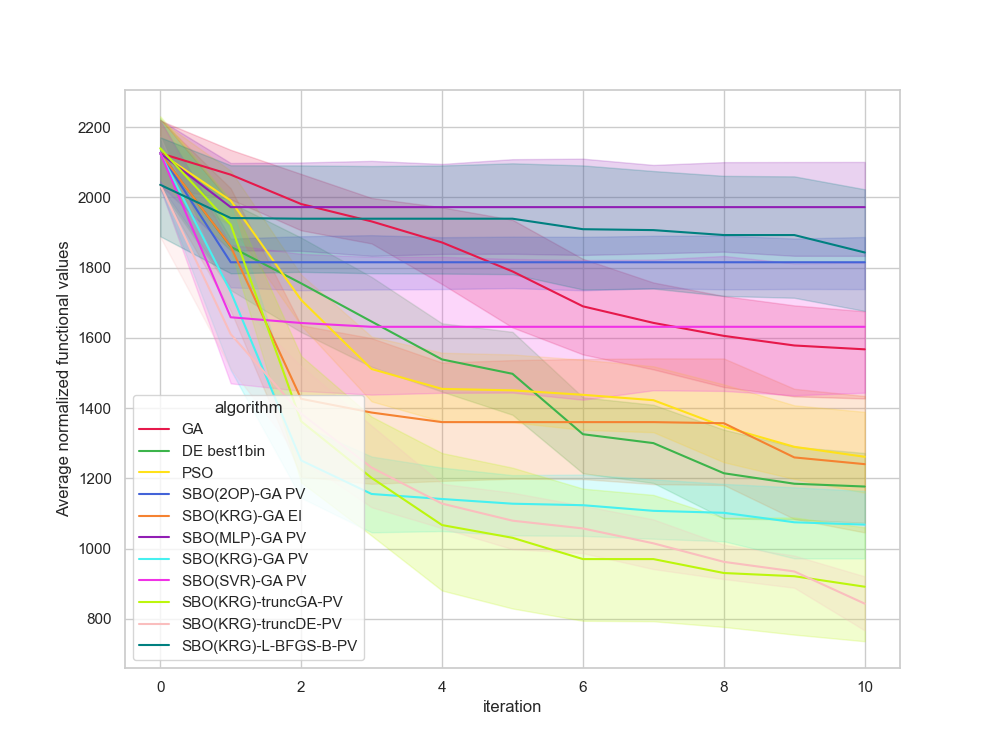 2200
2000
1800
1600
1400
1200
1000
800
Average normalized functional values
algorithm
GA
DE best1bin
PSO
SBO(2OP)-GA PV
SBO(KRG)-GA EI
SBO(MLP)-GA PV
SBO(KRG)-GA PV
SBO(SVR)-GA PV
SBO(KRG)-truncGA-PV
SBO(KRG)-truncDE-PV
SBO(KRG)-L-BFGS-B-PV
0 2 4 6 8 10
iteration